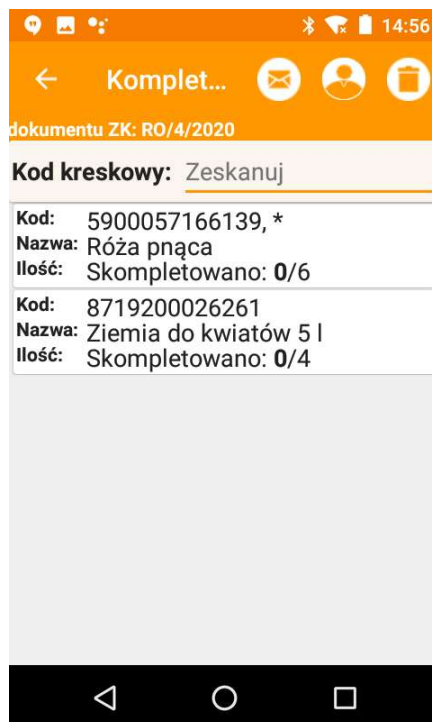 14:56
Komplet...
dokumentu ZK: RO/4/2020
Kod kreskowy: Zeskanuj
Kod: 5900057166139, *
Nazwa: Róża pnąca
Ilość: Skompletowano: 0/6
Kod: 8719200026261
Nazwa: Ziemia do kwiatów 5 l
Ilość: Skompletowano: 0/4